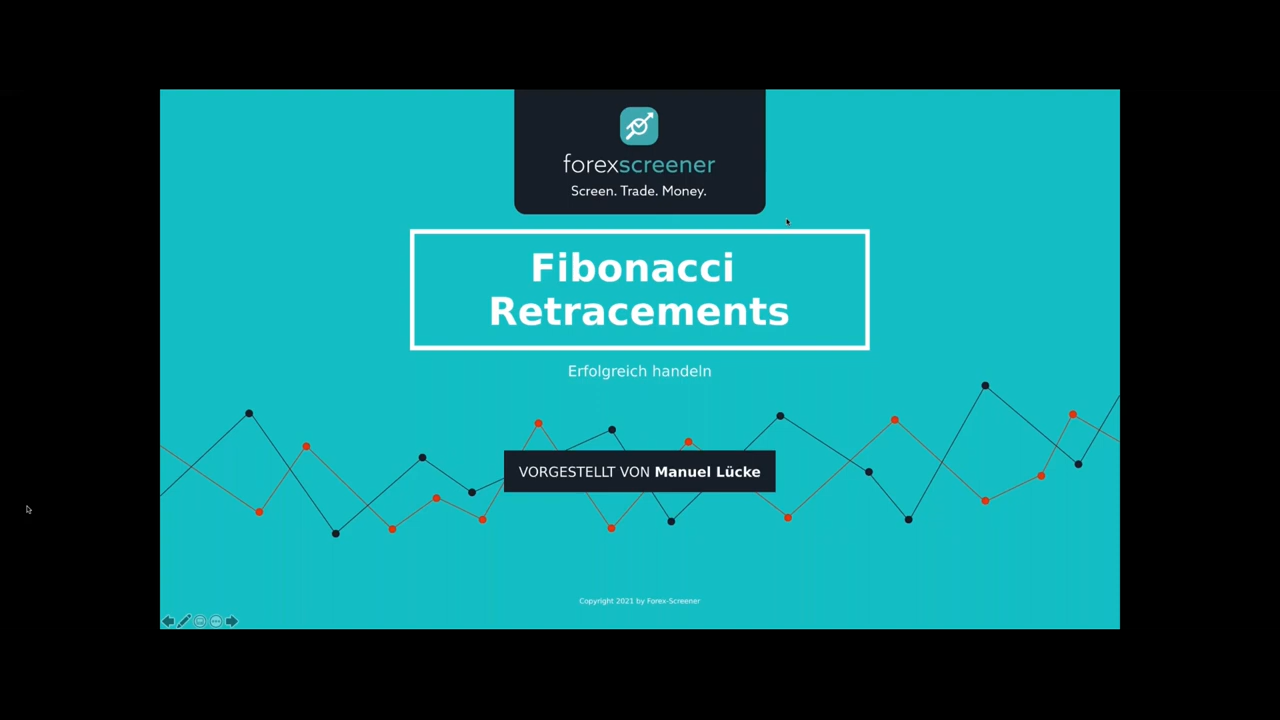 forexscreener
Screen. Trade. Money.
Fibonacci
Retracements
Erfolgreich handeln
VORGESTELLT VON Manuel Lücke
Copyright 2021 by Forex-Screener